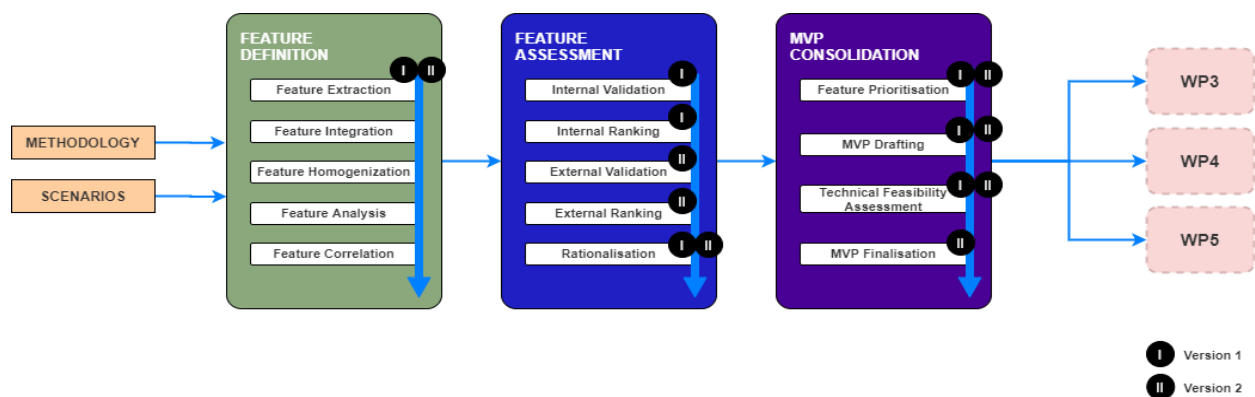 METHODOLOGY
SCENARIOS
FEATURE
DEFINITION
I II
Feature Extraction
Feature Integration
Feature Homogenization
Feature Analysis
Feature Correlation
FEATURE
ASSESSMENT
I
Internal Validation
I
Internal Ranking
II
External Validation
II
External Ranking
I II
Rationalisation
MVP
CONSOLIDATION
I II
Feature Prioritisation
I II
MVP Drafting
I II
Technical Feasibility
Assessment
II
MVP Finalisation
WP3
WP4
WP5
I Version 1
II Version 2